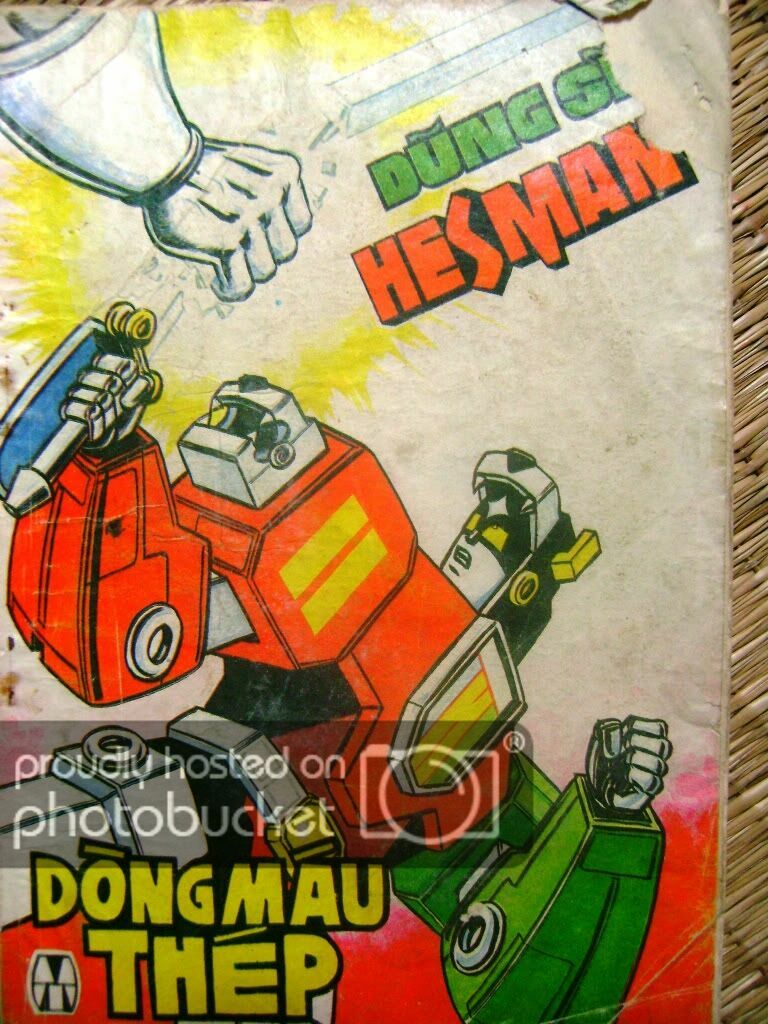 DŨNG SĨ
HESMAN
proudly hosted on
photobucket
®
DÒNG MÁU
THÉP